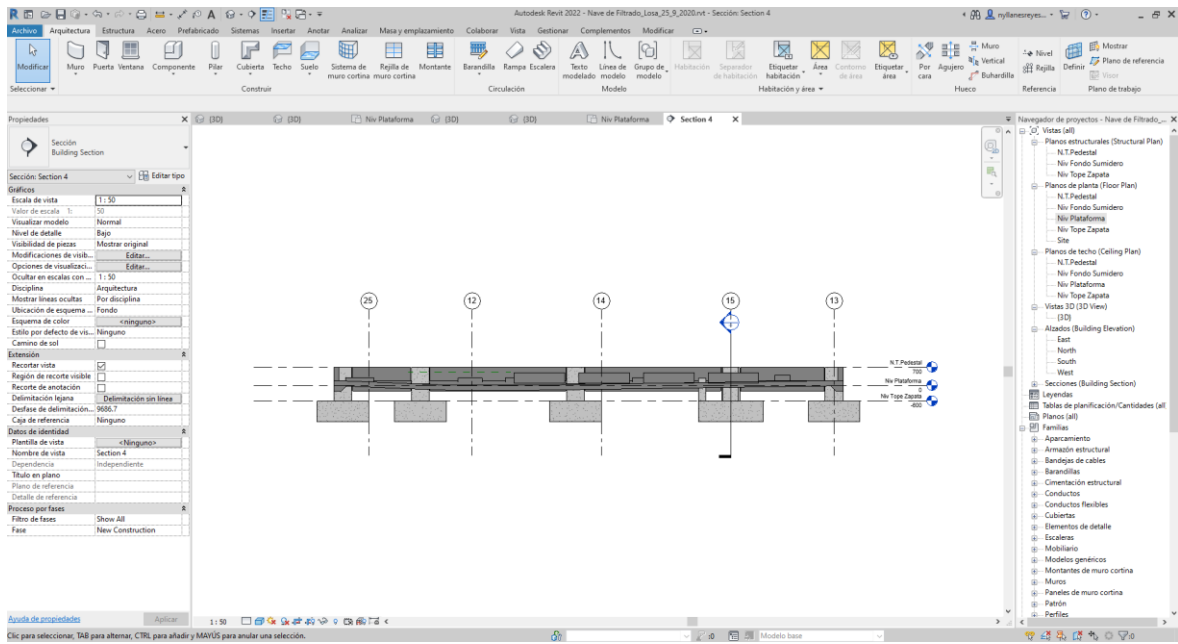 Autodesk Revit 2022 - Nave de Filtrado_Losa_25_9_2020.rvt - Sección: Section 4
nyllanesreyes...
Archivo Arquitectura Estructura Acero Prefabricado Sistemas Insertar Anotar Analizar Masa y emplazamiento Colaborar Vista Gestionar Complementos Modificar
Modificar Muro Puerta Ventana Componente Pilar Cubierta Techo Suelo Sistema de muro cortina Rejilla de muro cortina Montante Barandilla Rampa Escalera Texto modelado Línea de modelo Grupo de modelo Habitación Separador de habitación Etiquetar habitación Área Contorno de área Etiquetar área Por cara Agujero Muro Vertical Buhardilla Nivel Rejilla Definir Mostrar Plano de referencia Visor
Seleccionar Construir Circulación Modelo Habitación y área Hueco Referencia Plano de trabajo
Propiedades
Sección
Building Section
Sección: Section 4 Editar tipo
Gráficos
Escala de vista 1 : 50
Valor de escala 1: 50
Visualizar modelo Normal
Nivel de detalle Bajo
Visibilidad de piezas Mostrar original
Modificaciones de visib... Editar...
Opciones de visualizaci... Editar...
Ocultar en escalas con ... 1 : 50
Disciplina Arquitectura
Mostrar líneas ocultas Por disciplina
Ubicación de esquema ... Fondo
Esquema de color <ninguno>
Estilo por defecto de vis... Ninguno
Camino de sol
Extensión
Recortar vista
Región de recorte visible
Recorte de anotación
Delimitación lejana Delimitación sin línea
Desfase de delimitación... 9686.7
Caja de referencia Ninguno
Datos de identidad
Plantilla de vista <Ninguno>
Nombre de vista Section 4
Dependencia Independiente
Título en plano
Plano de referencia
Detalle de referencia
Proceso por fases
Filtro de fases Show All
Fase New Construction
Ayuda de propiedades Aplicar
{3D} {3D} Niv Plataforma {3D} {3D} Niv Plataforma Section 4
25 12 14 15 13
N.T.Pedestal
700
Niv Plataforma
0
Niv Tope Zapata
-600
1 : 50
Navegador de proyectos - Nave de Filtrado_...
Vistas (all)
Planos estructurales (Structural Plan)
N.T.Pedestal
Niv Fondo Sumidero
Niv Tope Zapata
Planos de planta (Floor Plan)
N.T.Pedestal
Niv Fondo Sumidero
Niv Plataforma
Niv Tope Zapata
Site
Planos de techo (Ceiling Plan)
N.T.Pedestal
Niv Fondo Sumidero
Niv Plataforma
Niv Tope Zapata
Vistas 3D (3D View)
{3D}
Alzados (Building Elevation)
East
North
South
West
Secciones (Building Section)
Leyendas
Tablas de planificación/Cantidades (all
Planos (all)
Familias
Aparcamiento
Armazón estructural
Bandejas de cables
Barandillas
Cimentación estructural
Conductos
Conductos flexibles
Cubiertas
Elementos de detalle
Escaleras
Mobiliario
Modelos genéricos
Montantes de muro cortina
Muros
Paneles de muro cortina
Patrón
Perfiles
Clic para seleccionar, TAB para alternar, CTRL para añadir y MAYÚS para anular una selección. :0 Modelo base :0